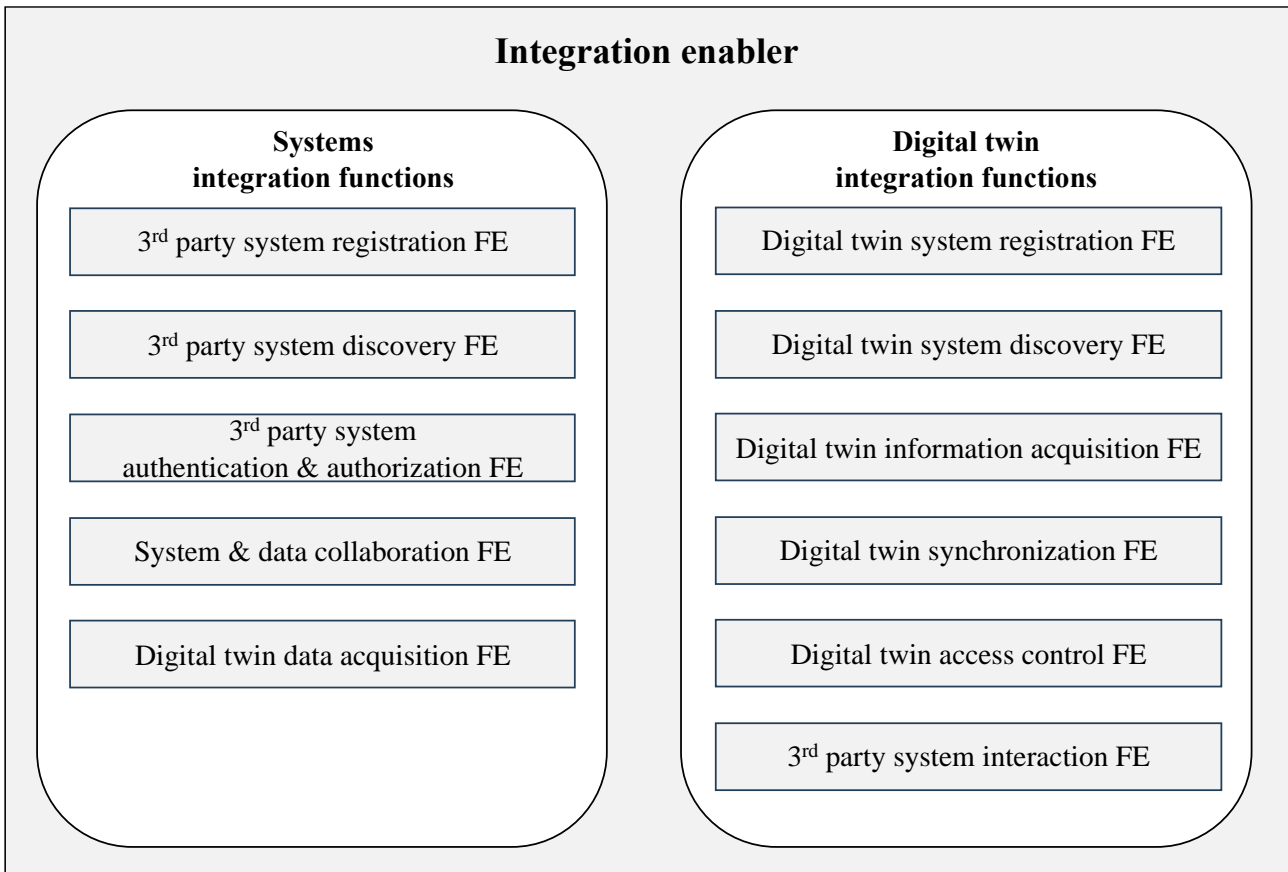 Integration enabler
Systems
integration functions
3rd party system registration FE
3rd party system discovery FE
3rd party system
authentication & authorization FE
System & data collaboration FE
Digital twin data acquisition FE
Digital twin
integration functions
Digital twin system registration FE
Digital twin system discovery FE
Digital twin information acquisition FE
Digital twin synchronization FE
Digital twin access control FE
3rd party system interaction FE